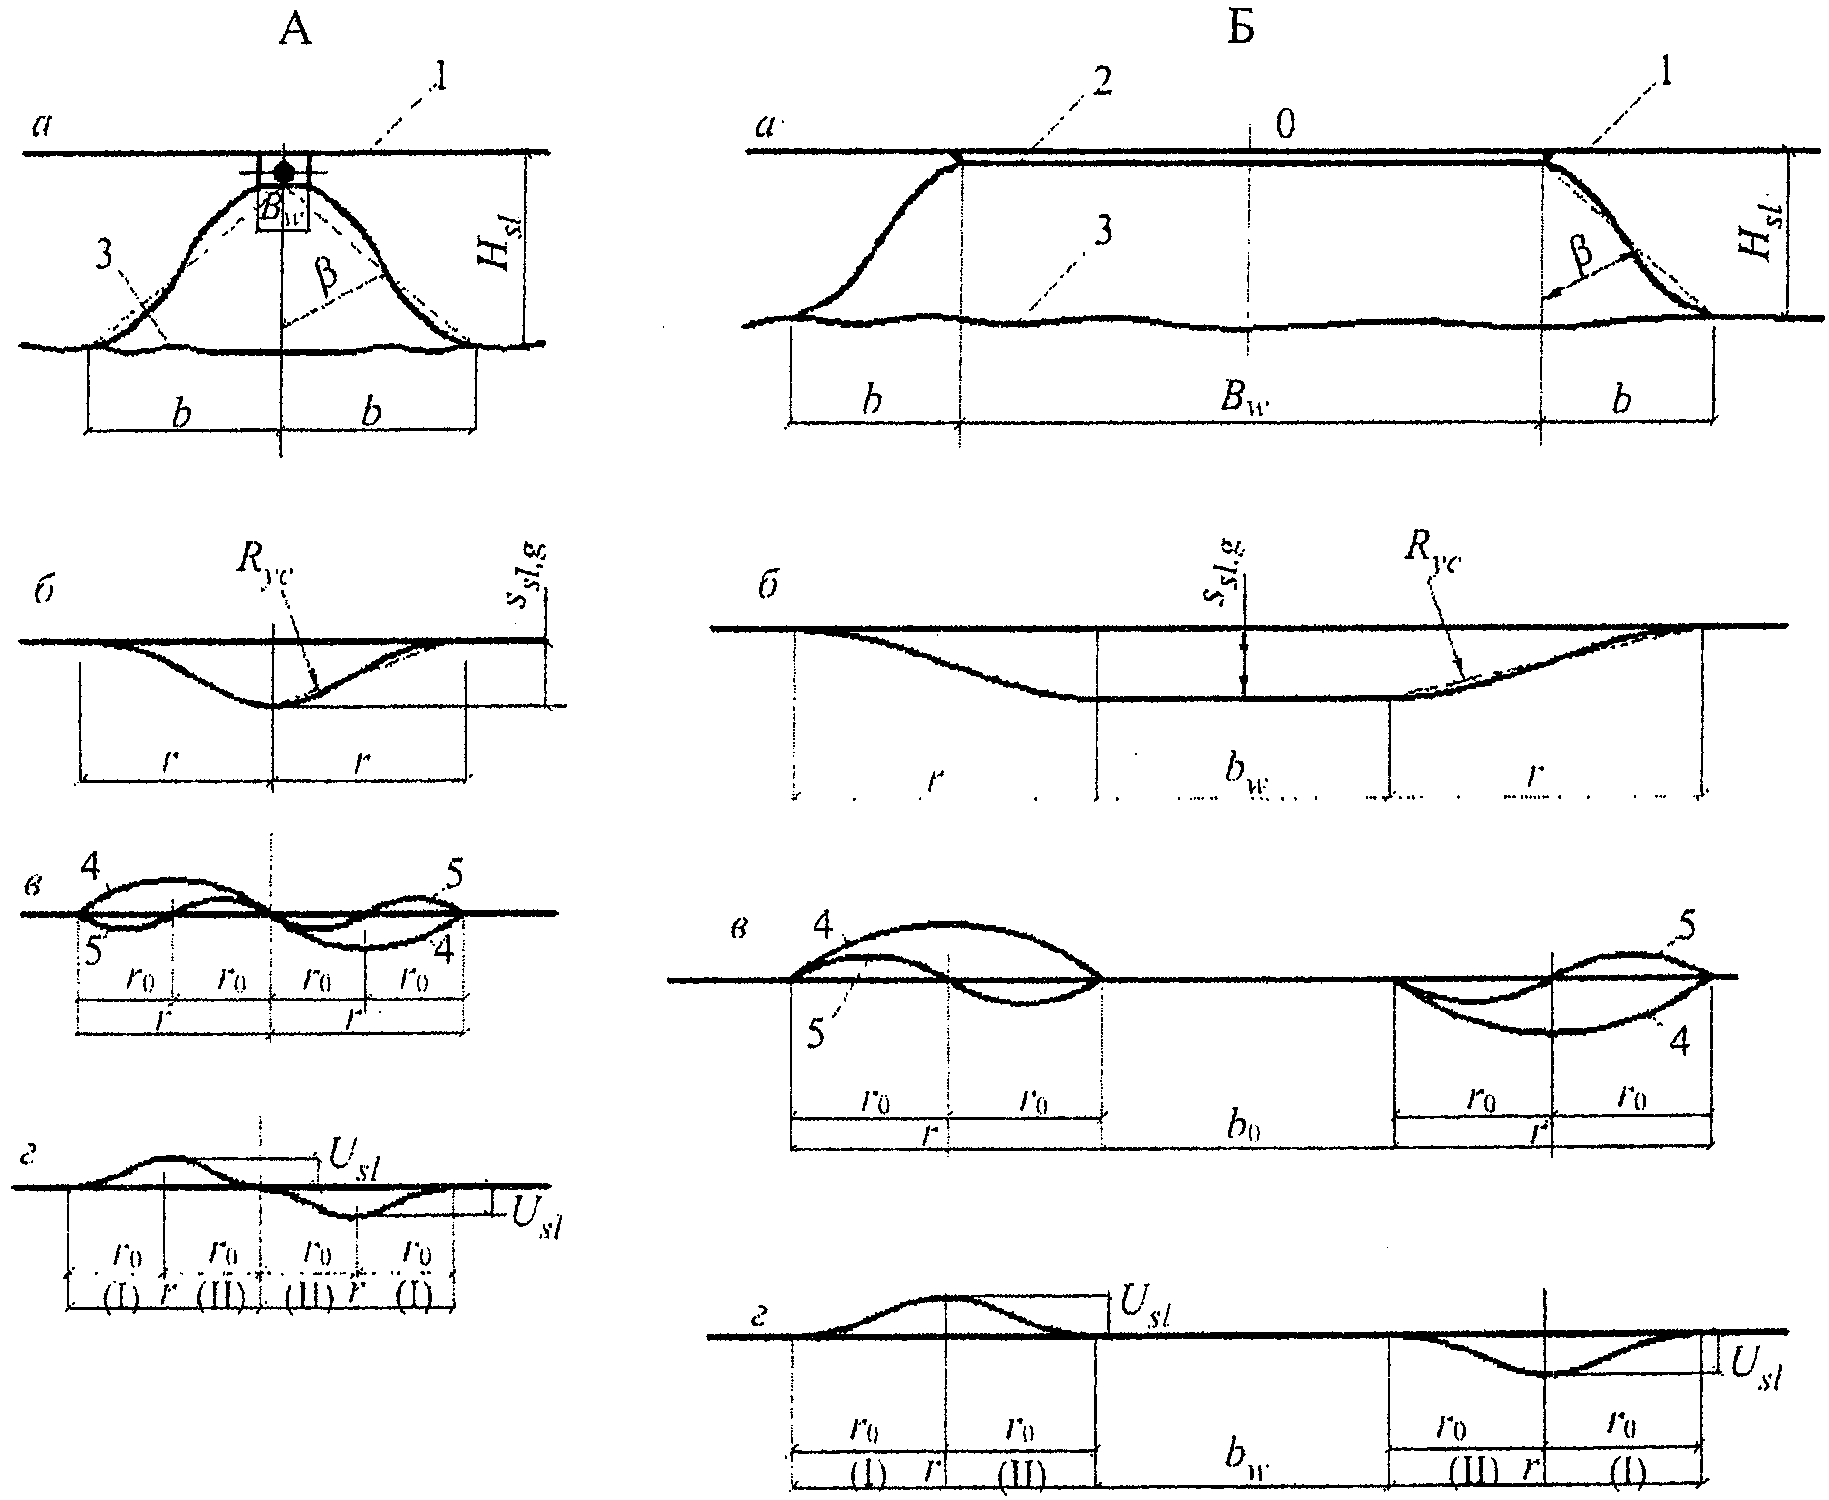 А
Б
а
1
B_w
3
β
H_sl
b
b
а
2
0
1
3
β
H_sl
b
B_w
b
б
R_ус
s_sl,g
r
r
б
s_sl,g
R_ус
r
b_w
r
в
4
5
5
4
r_0
r_0
r_0
r_0
r
r
в
4
5
5
4
r_0
r_0
r_0
r_0
r
b_0
r
г
U_sl
U_sl
r_0
r_0
r_0
r_0
(I)
r
(II)
(II)
r
(I)
г
U_sl
U_sl
r_0
r_0
b_w
r_0
r_0
(I)
r
(II)
(II)
r
(I)